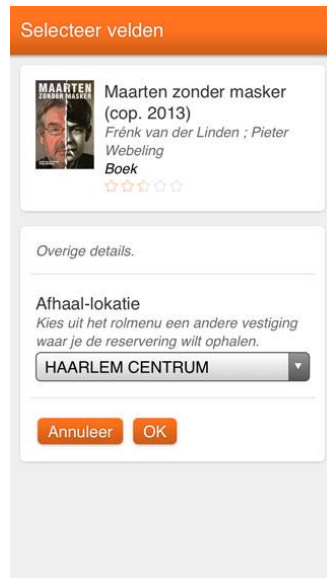 Selecteer velden
MAARTEN
ZONDER MASKER
Maarten zonder masker
(cop. 2013)
Frénk van der Linden ; Pieter
Webeling
Boek
Overige details.
Afhaal-lokatie
Kies uit het rolmenu een andere vestiging
waar je de reservering wilt ophalen.
HAARLEM CENTRUM
Annuleer OK